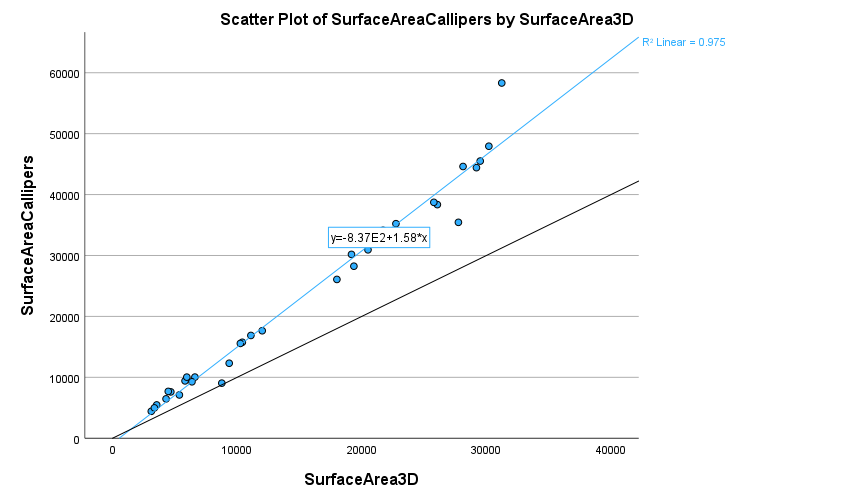 Scatter Plot of SurfaceAreaCallipers by SurfaceArea3D
R² Linear = 0.975
60000
50000
40000
30000
20000
10000
0
SurfaceAreaCallipers
y=-8.37E2+1.58*x
0
10000
20000
30000
40000
SurfaceArea3D